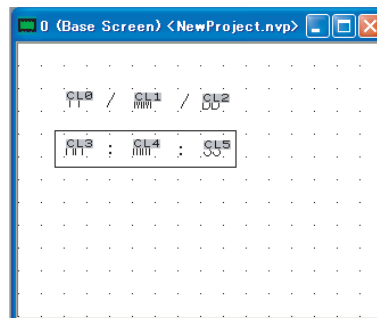 0 (Base Screen) <NewProject.nvp>
CL0 / CL1 / CL2
CL3 : CL4 : CL5